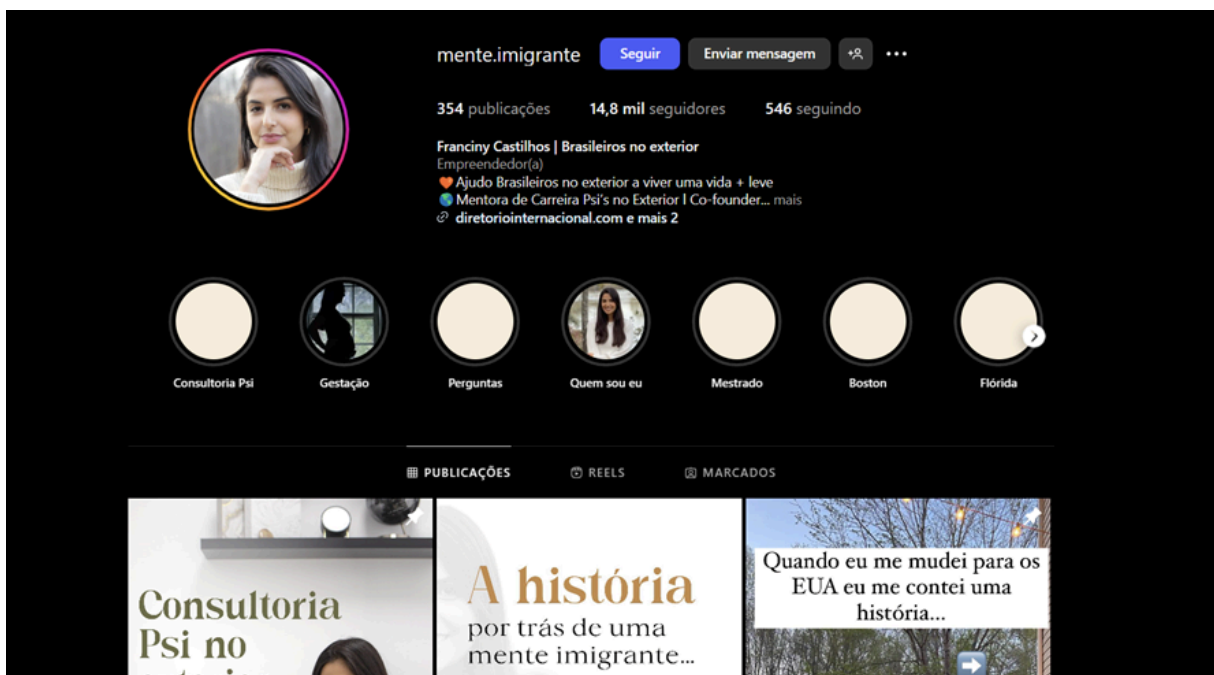 mente.imigrante Seguir Enviar mensagem
354 publicações 14,8 mil seguidores 546 seguindo
Franciny Castilhos | Brasileiros no exterior
Empreendedor(a)
🧡 Ajudo Brasileiros no exterior a viver uma vida + leve
🌎 Mentora de Carreira Psi's no Exterior l Co-founder... mais
diretoriointernacional.com e mais 2
Consultoria Psi Gestação Perguntas Quem sou eu Mestrado Boston Flórida
PUBLICAÇÕES REELS MARCADOS
Consultoria
Psi no
A história
por trás de uma
mente imigrante...
Quando eu me mudei para os
EUA eu me contei uma
história...